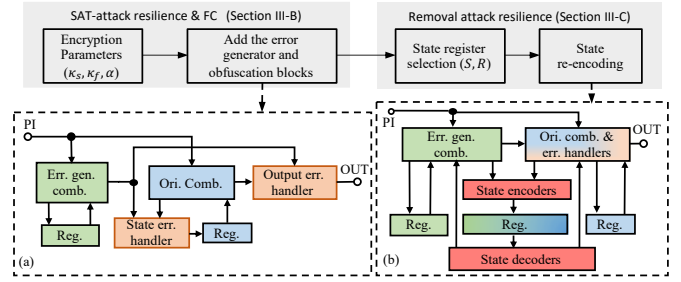 SAT-attack resilience & FC (Section III-B)
Removal attack resilience (Section III-C)
Encryption
Parameters
(κs, κf, α)
Add the error
generator and
obfuscation blocks
State register
selection (S, R)
State
re-encoding
PI
Err. gen.
comb.
Ori. Comb.
Output err.
handler
OUT
Reg.
State err.
handler
Reg.
(a)
PI
Err. gen.
comb.
Ori. comb. &
err. handlers
OUT
State encoders
Reg.
Reg.
Reg.
State decoders
(b)